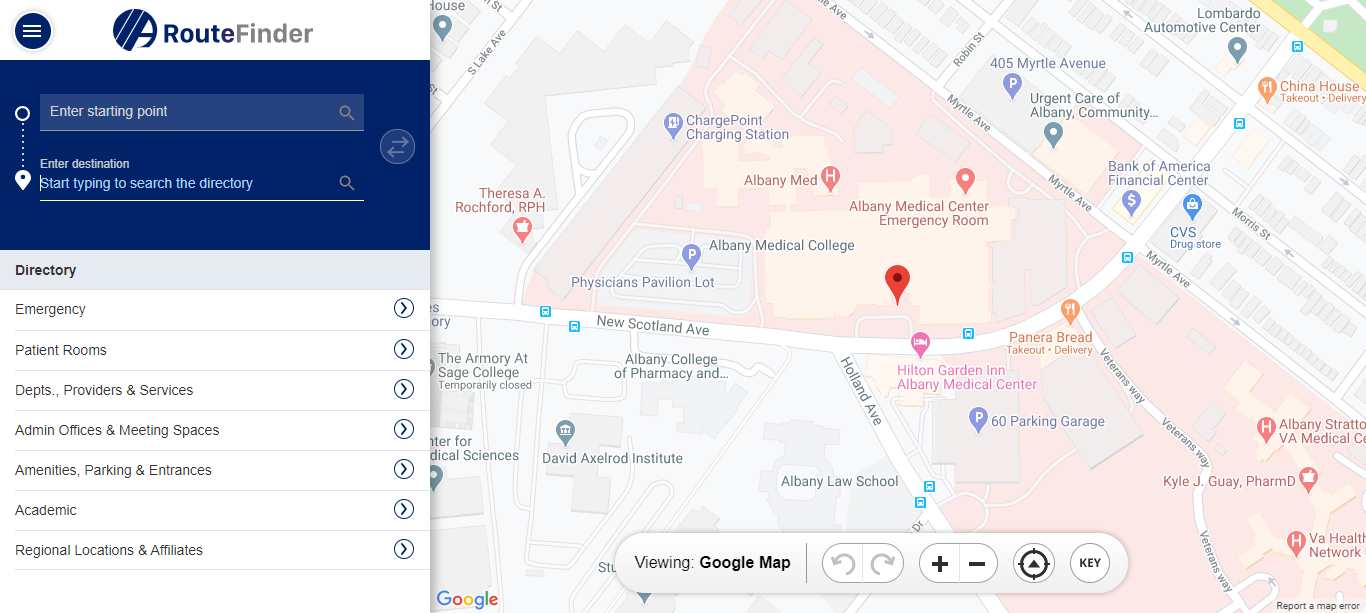 RouteFinder
Enter starting point
Enter destination
Start typing to search the directory
Directory
Emergency
Patient Rooms
Depts., Providers & Services
Admin Offices & Meeting Spaces
Amenities, Parking & Entrances
Academic
Regional Locations & Affiliates
House
S Lake Ave
Ave
Robin St
Lombardo
Automotive Center
405 Myrtle Avenue
P
China House
Takeout • Delivery
Urgent Care of
Albany, Community...
Myrtle Ave
ChargePoint
Charging Station
Bank of America
Financial Center
$
Albany Med
H
Myrtle Ave
Theresa A.
Rochford, RPH
Albany Medical Center
Emergency Room
CVS
Drug store
Morris St
Albany Medical College
P
Physicians Pavilion Lot
Myrtle Ave
es
ory
New Scotland Ave
Panera Bread
Takeout • Delivery
The Armory At
Sage College
Temporarily closed
Albany College
of Pharmacy and...
Holland Ave
Hilton Garden Inn
Albany Medical Center
Veterans way
P
60 Parking Garage
H
Albany Stratto
VA Medical Ce
Veterans way
nter for
dical Sciences
David Axelrod Institute
Albany Law School
Kyle J. Guay, PharmD
Dr
H
Va Health
Network
Veterans way
Stu
Viewing: Google Map
+
−
KEY
Google
Report a map error